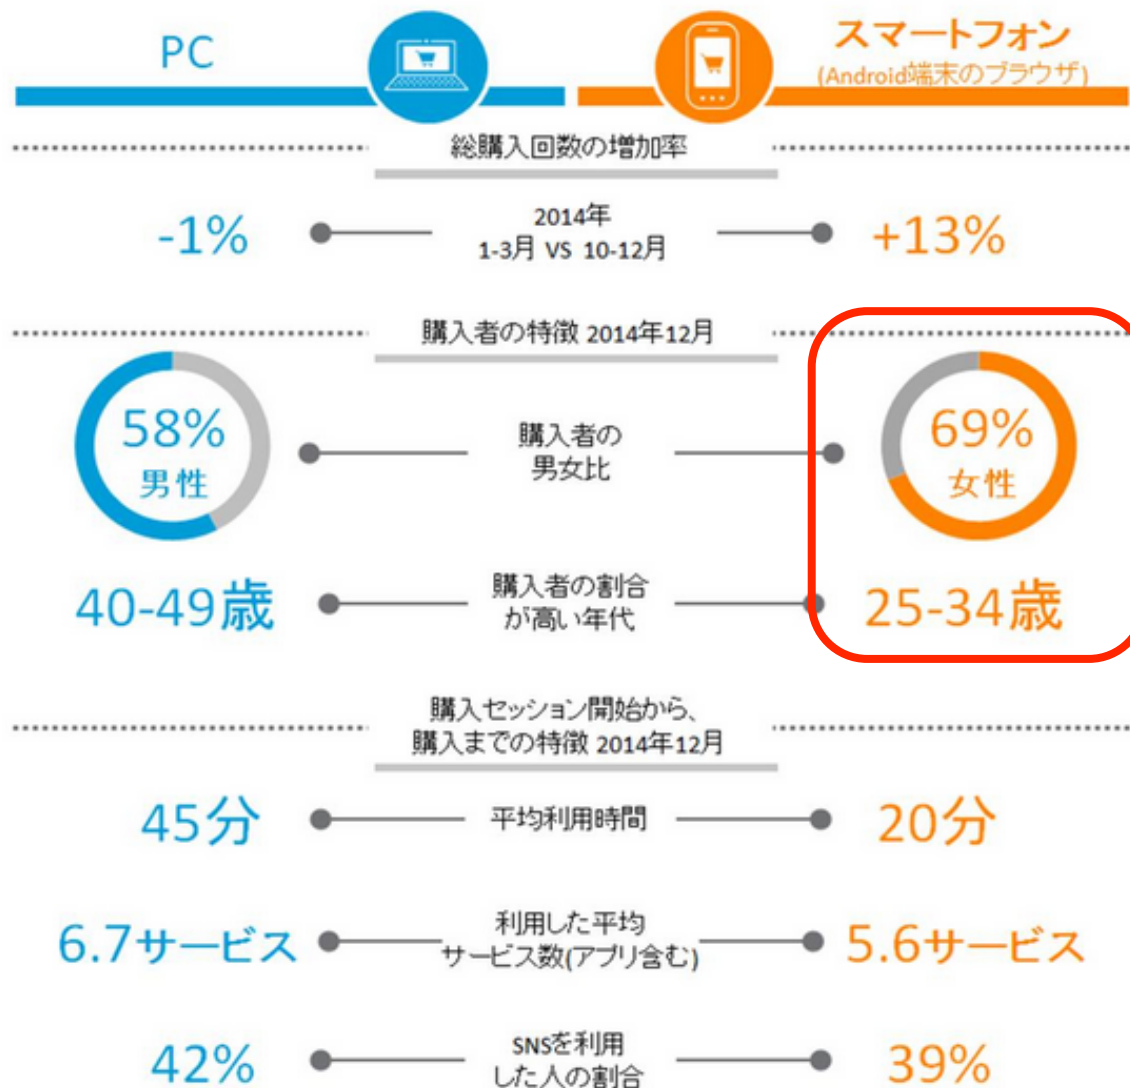 PC
スマートフォン
(Android端末のブラウザ)
総購入回数の増加率
-1%
2014年
1-3月 VS 10-12月
+13%
購入者の特徴 2014年12月
58%
男性
購入者の
男女比
69%
女性
40-49歳
購入者の割合
が高い年代
25-34歳
購入セッション開始から、
購入までの特徴 2014年12月
45分
平均利用時間
20分
6.7サービス
利用した平均
サービス数(アプリ含む)
5.6サービス
42%
SNSを利用
した人の割合
39%